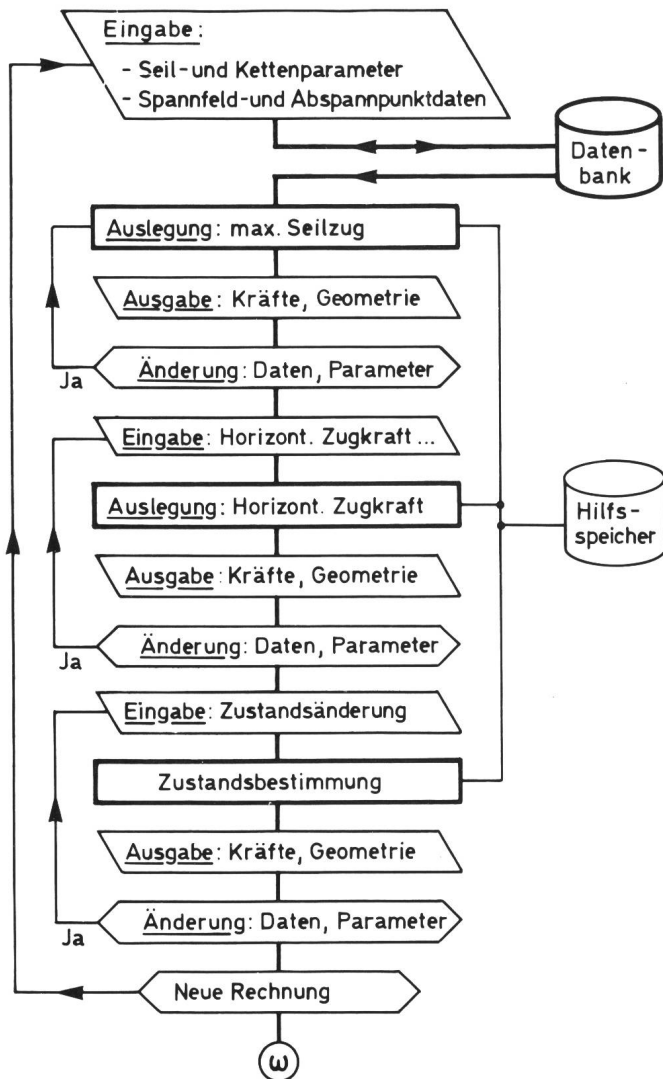 Eingabe:
- Seil- und Kettenparameter
- Spannfeld- und Abspannpunktdaten
Daten-
bank
Auslegung: max. Seilzug
Ausgabe: Kräfte, Geometrie
Änderung: Daten, Parameter
Ja
Eingabe: Horizont. Zugkraft ...
Auslegung: Horizont. Zugkraft
Hilfs-
speicher
Ausgabe: Kräfte, Geometrie
Änderung: Daten, Parameter
Ja
Eingabe: Zustandsänderung
Zustandsbestimmung
Ausgabe: Kräfte, Geometrie
Änderung: Daten, Parameter
Ja
Neue Rechnung
ω